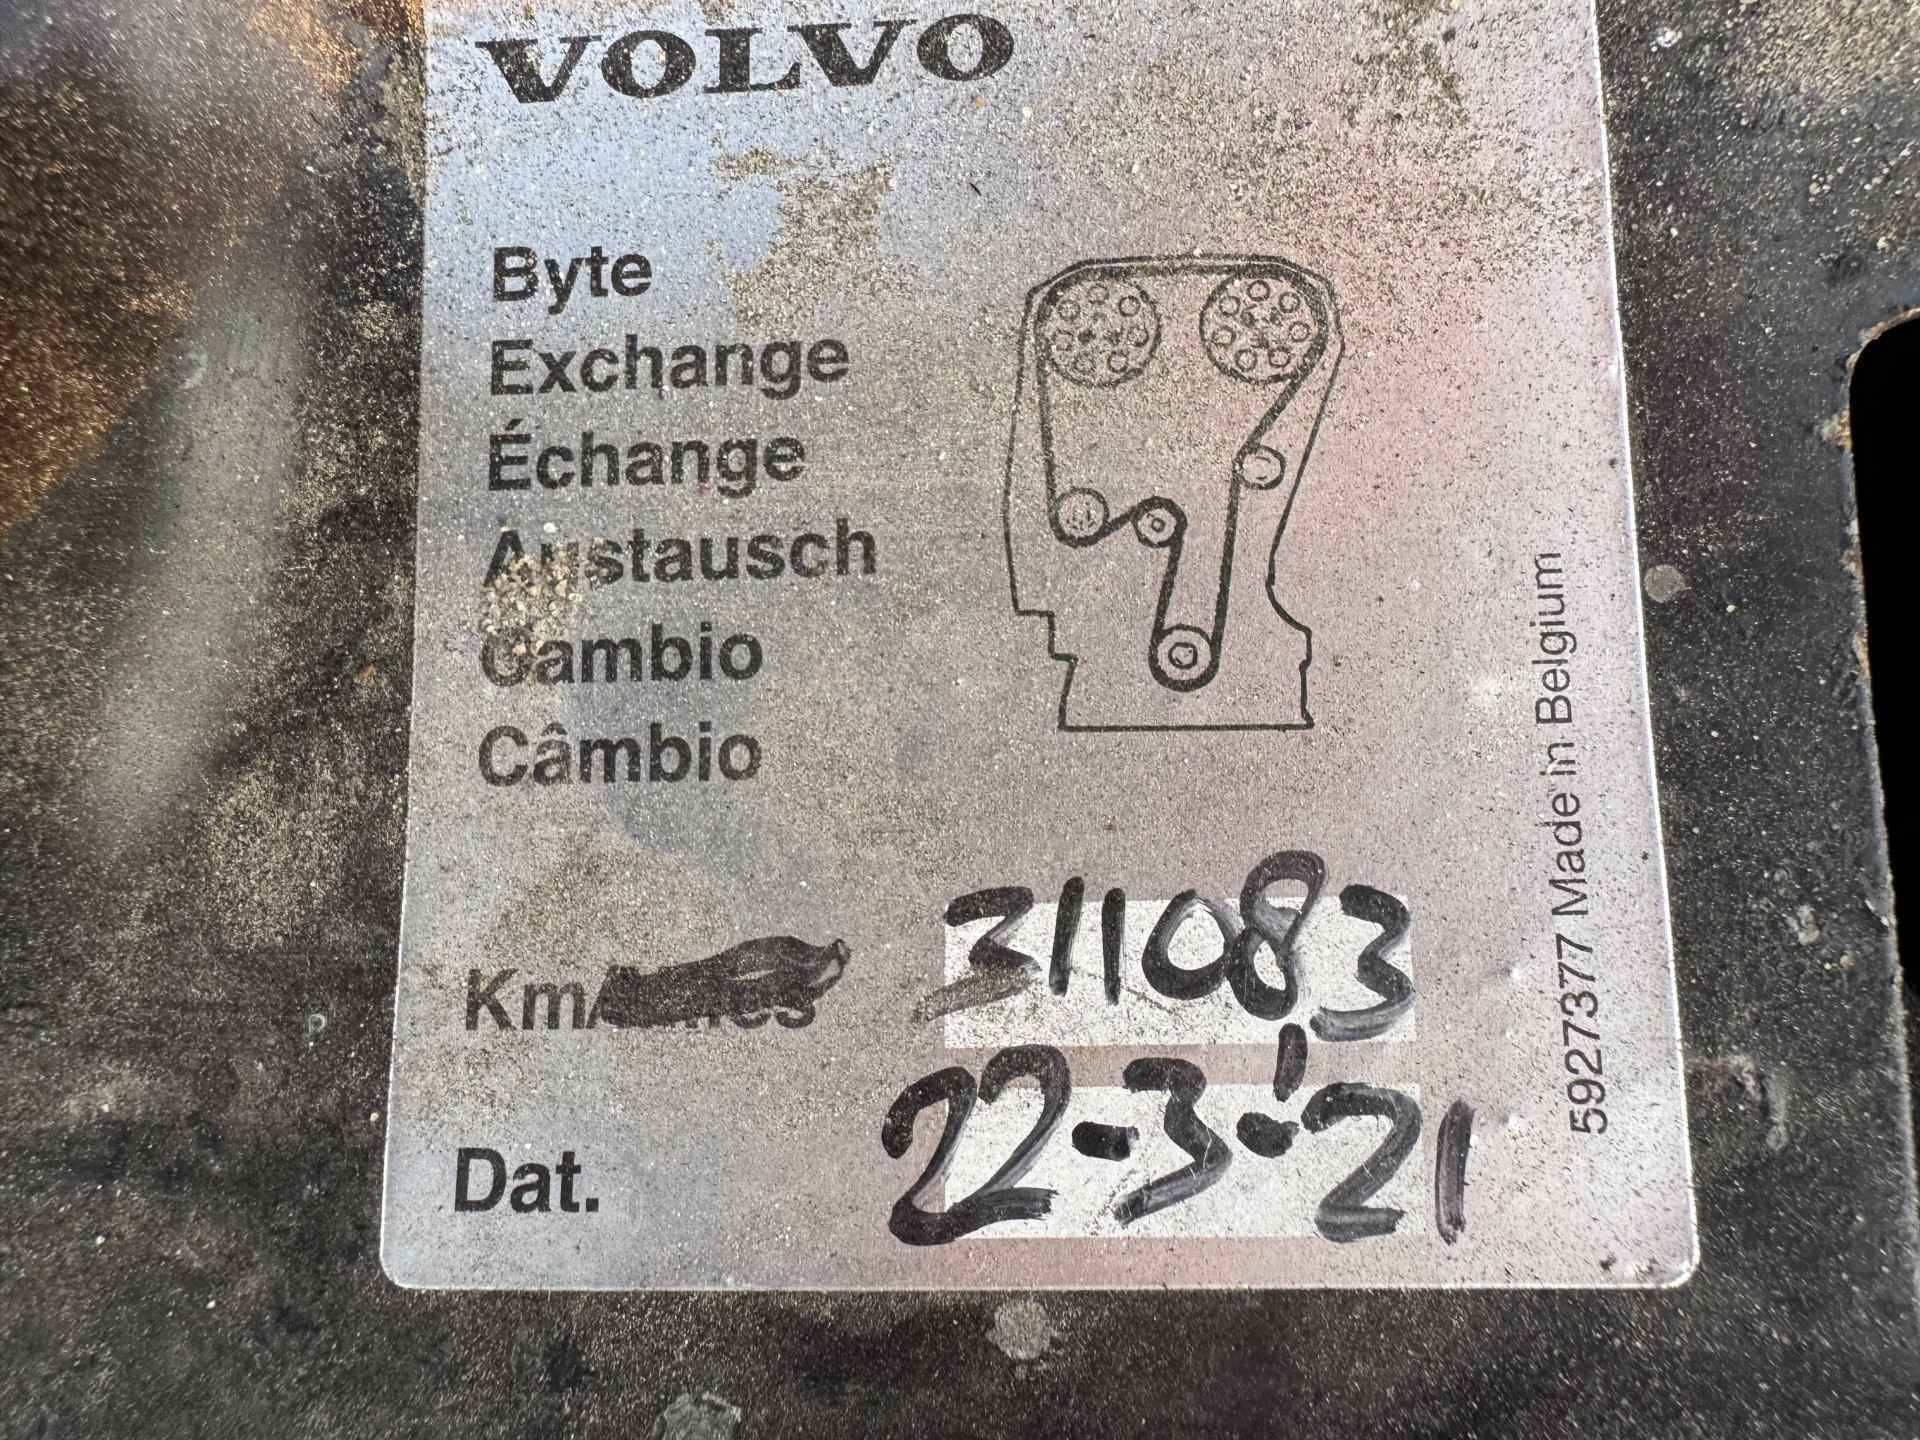 VOLVO
Byte
Exchange
Échange
Austausch
Cambio
Câmbio
Km/ 311083
Dat. 22-3-'21
5927377 Made in Belgium